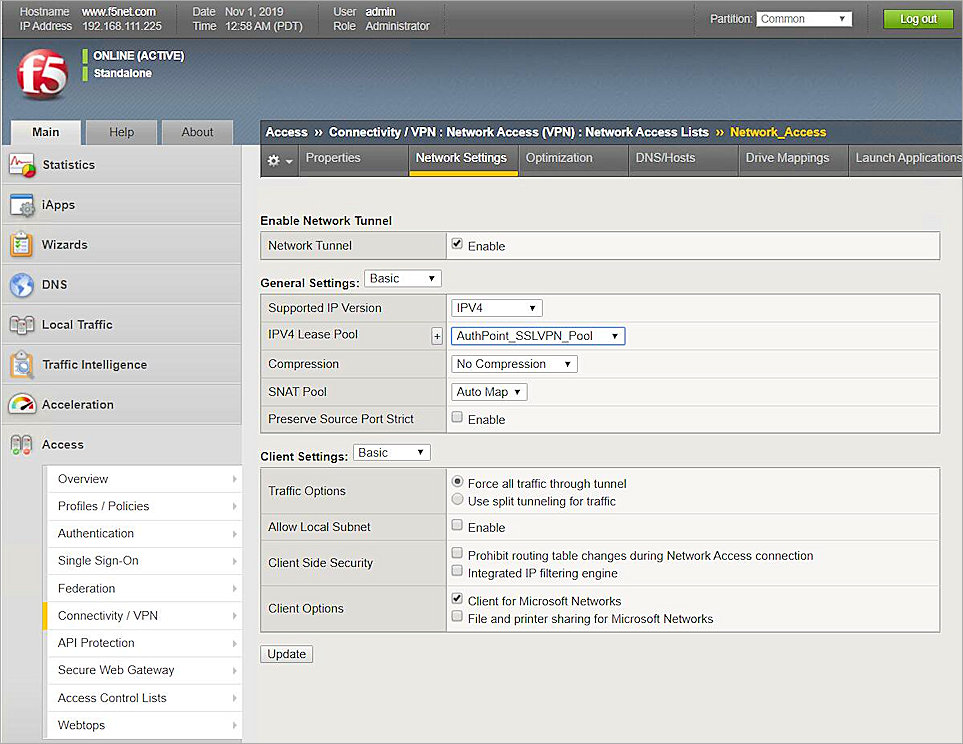 Hostname www.f5net.com Date Nov 1, 2019 User admin
IP Address 192.168.111.225 Time 12:58 AM (PDT) Role Administrator
Partition: Common Log out
f5
ONLINE (ACTIVE)
Standalone
Main Help About
Access ›› Connectivity / VPN : Network Access (VPN) : Network Access Lists ›› Network_Access
Properties Network Settings Optimization DNS/Hosts Drive Mappings Launch Applications
Statistics
iApps
Wizards
DNS
Local Traffic
Traffic Intelligence
Acceleration
Access
Overview
Profiles / Policies
Authentication
Single Sign-On
Federation
Connectivity / VPN
API Protection
Secure Web Gateway
Access Control Lists
Webtops
Enable Network Tunnel
Network Tunnel Enable
General Settings: Basic
Supported IP Version IPV4
IPV4 Lease Pool + AuthPoint_SSLVPN_Pool
Compression No Compression
SNAT Pool Auto Map
Preserve Source Port Strict Enable
Client Settings: Basic
Traffic Options Force all traffic through tunnel
Use split tunneling for traffic
Allow Local Subnet Enable
Client Side Security Prohibit routing table changes during Network Access connection
Integrated IP filtering engine
Client Options Client for Microsoft Networks
File and printer sharing for Microsoft Networks
Update